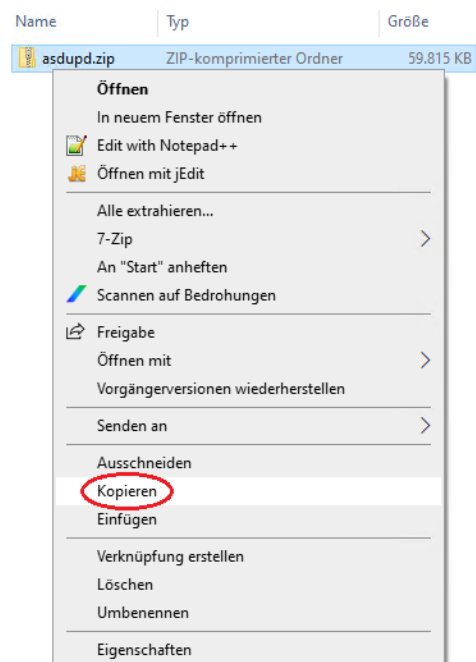 Name Typ Größe
asdupd.zip ZIP-komprimierter Ordner 59.815 KB
Öffnen
In neuem Fenster öffnen
Edit with Notepad++
Öffnen mit jEdit
Alle extrahieren...
7-Zip
An "Start" anheften
Scannen auf Bedrohungen
Freigabe
Öffnen mit
Vorgängerversionen wiederherstellen
Senden an
Ausschneiden
Kopieren
Einfügen
Verknüpfung erstellen
Löschen
Umbenennen
Eigenschaften